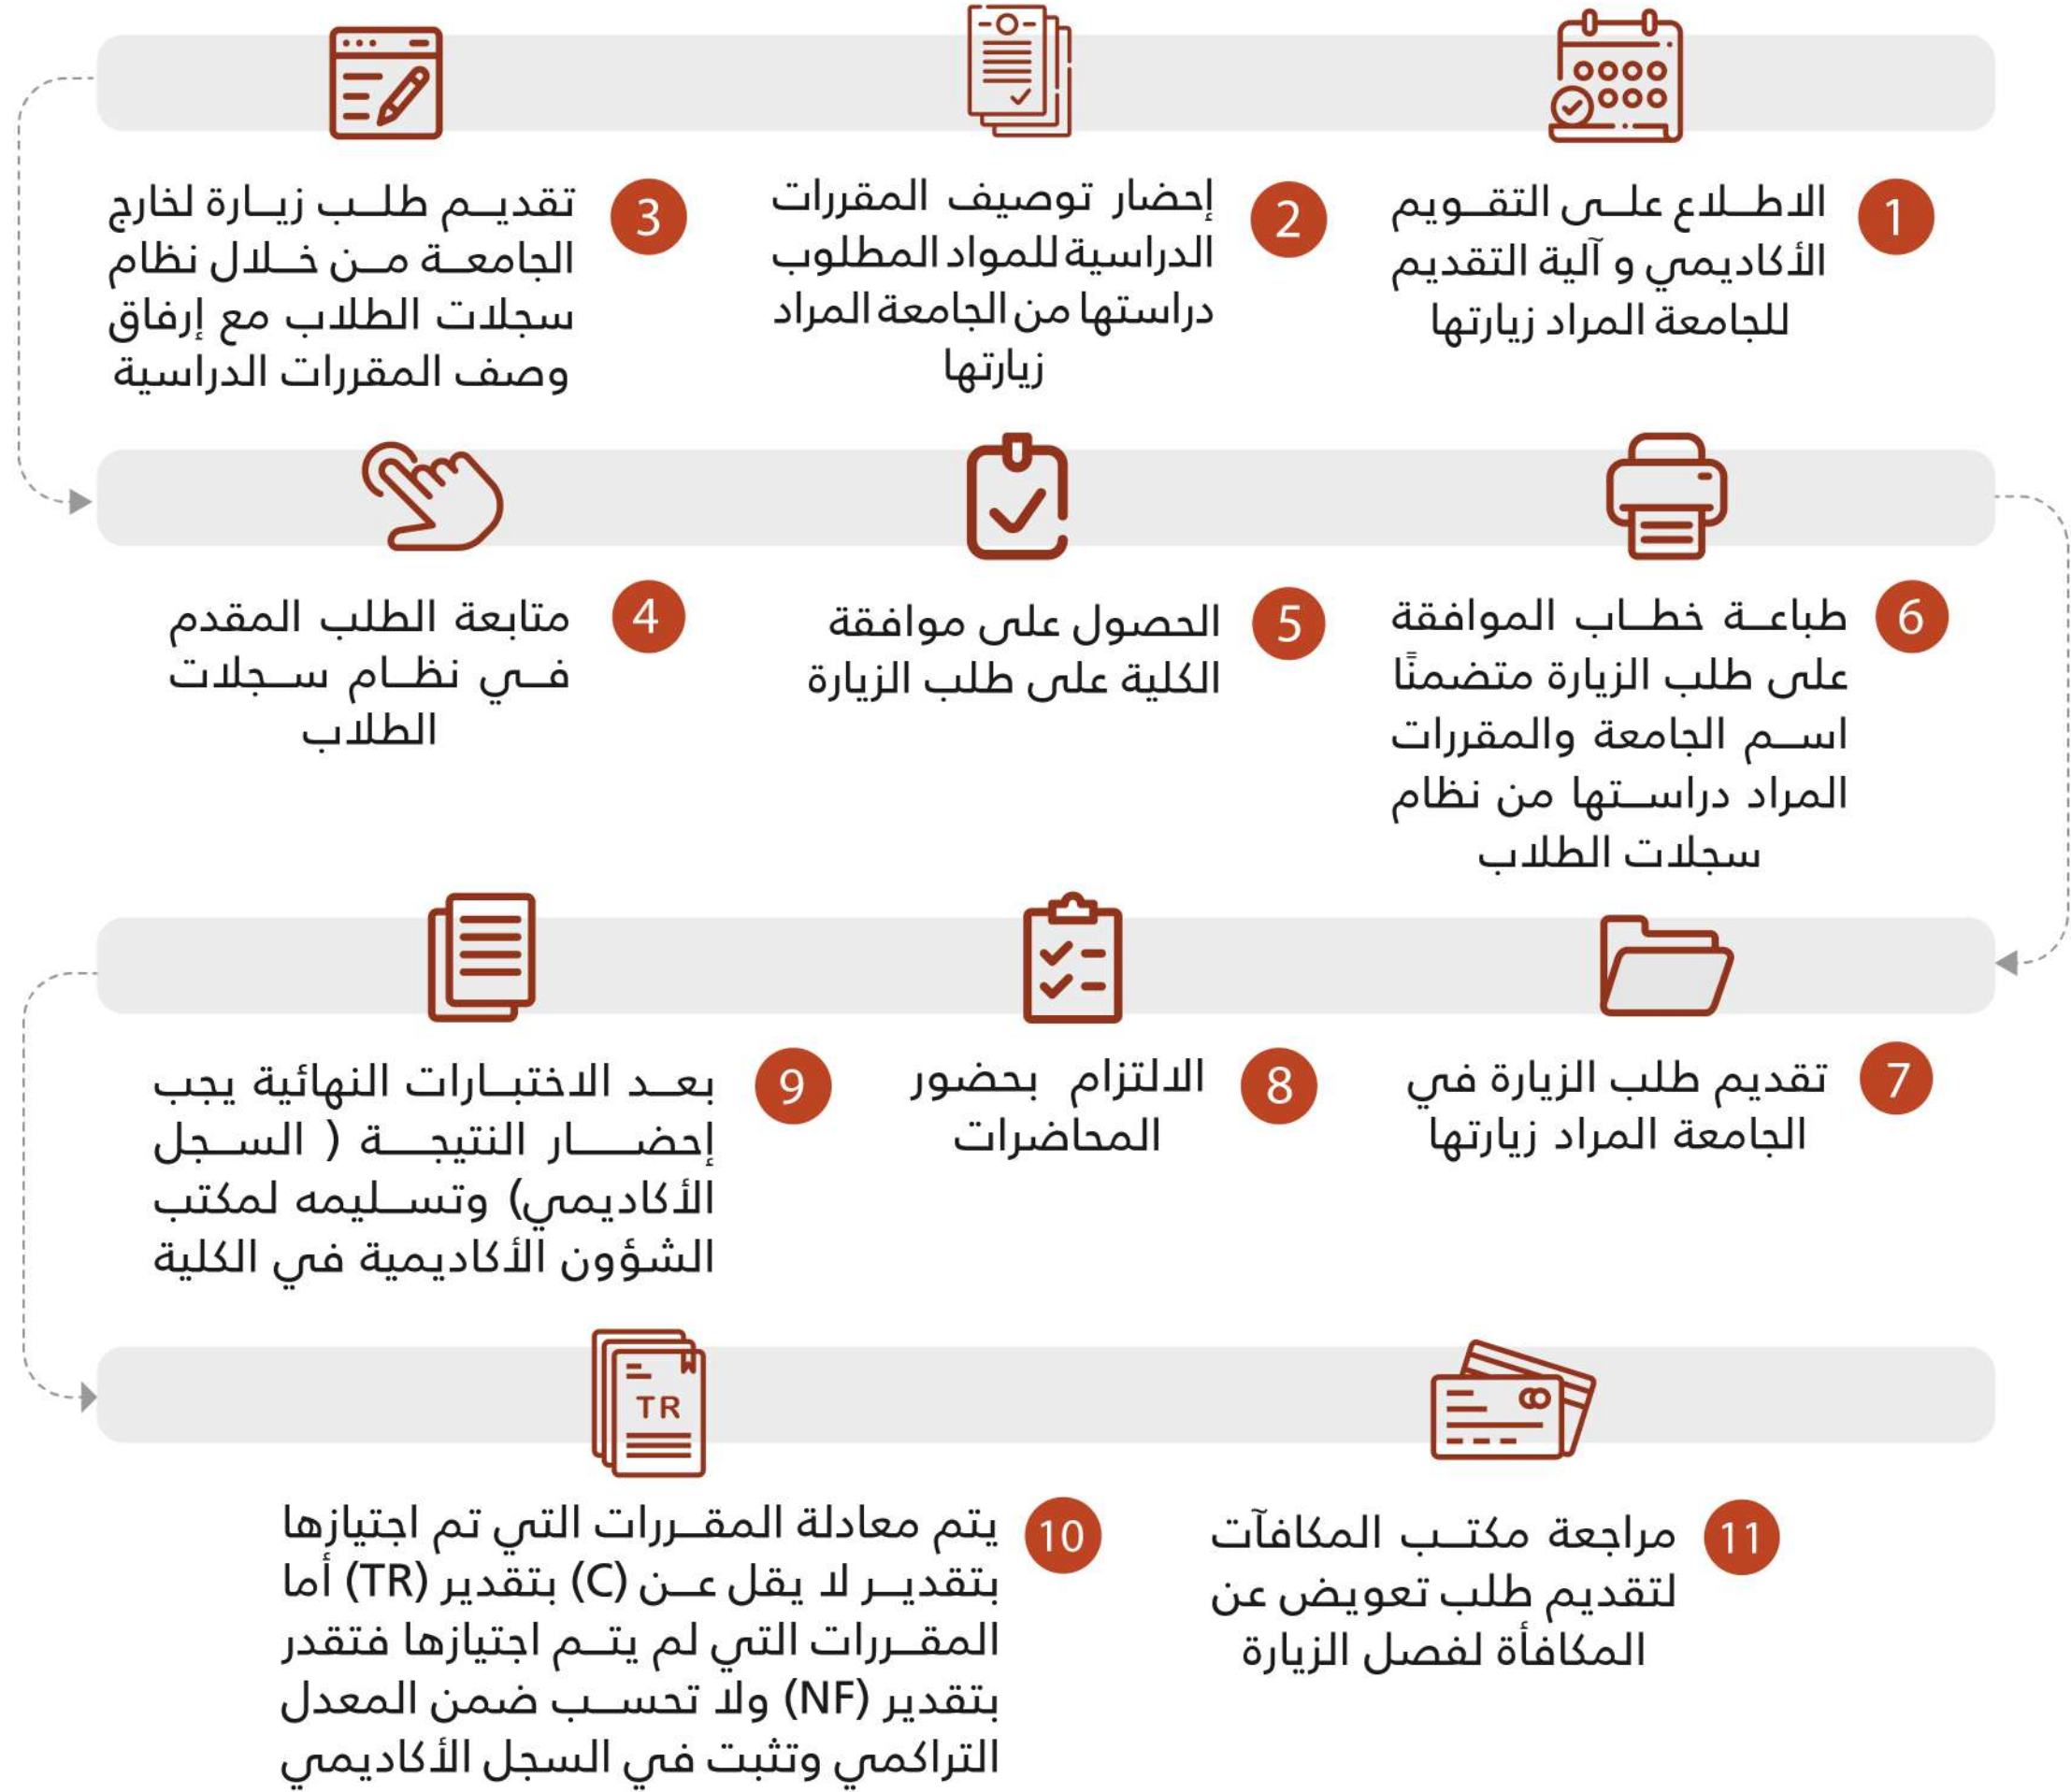 1
الاطلاع على التقويم
الأكاديمي و آلية التقديم
للجامعة المراد زيارتها
2
إحضار توصيف المقررات
الدراسية للمواد المطلوب
دراستها من الجامعة المراد
زيارتها
3
تقديم طلب زيارة لخارج
الجامعة من خلال نظام
سجلات الطلاب مع إرفاق
وصف المقررات الدراسية
4
متابعة الطلب المقدم
في نظام سجلات
الطلاب
5
الحصول على موافقة
الكلية على طلب الزيارة
6
طباعة خطاب الموافقة
على طلب الزيارة متضمنًا
اسم الجامعة والمقررات
المراد دراستها من نظام
سجلات الطلاب
7
تقديم طلب الزيارة في
الجامعة المراد زيارتها
8
الالتزام بحضور
المحاضرات
9
بعد الاختبارات النهائية يجب
إحضار النتيجة ( السجل
الأكاديمي) وتسليمه لمكتب
الشؤون الأكاديمية في الكلية
TR
10
يتم معادلة المقررات التي تم اجتيازها
بتقدير لا يقل عن (C) بتقدير (TR) أما
المقررات التي لم يتم اجتيازها فتقدر
بتقدير (NF) ولا تحسب ضمن المعدل
التراكمي وتثبت في السجل الأكاديمي
11
مراجعة مكتب المكافآت
لتقديم طلب تعويض عن
المكافأة لفصل الزيارة